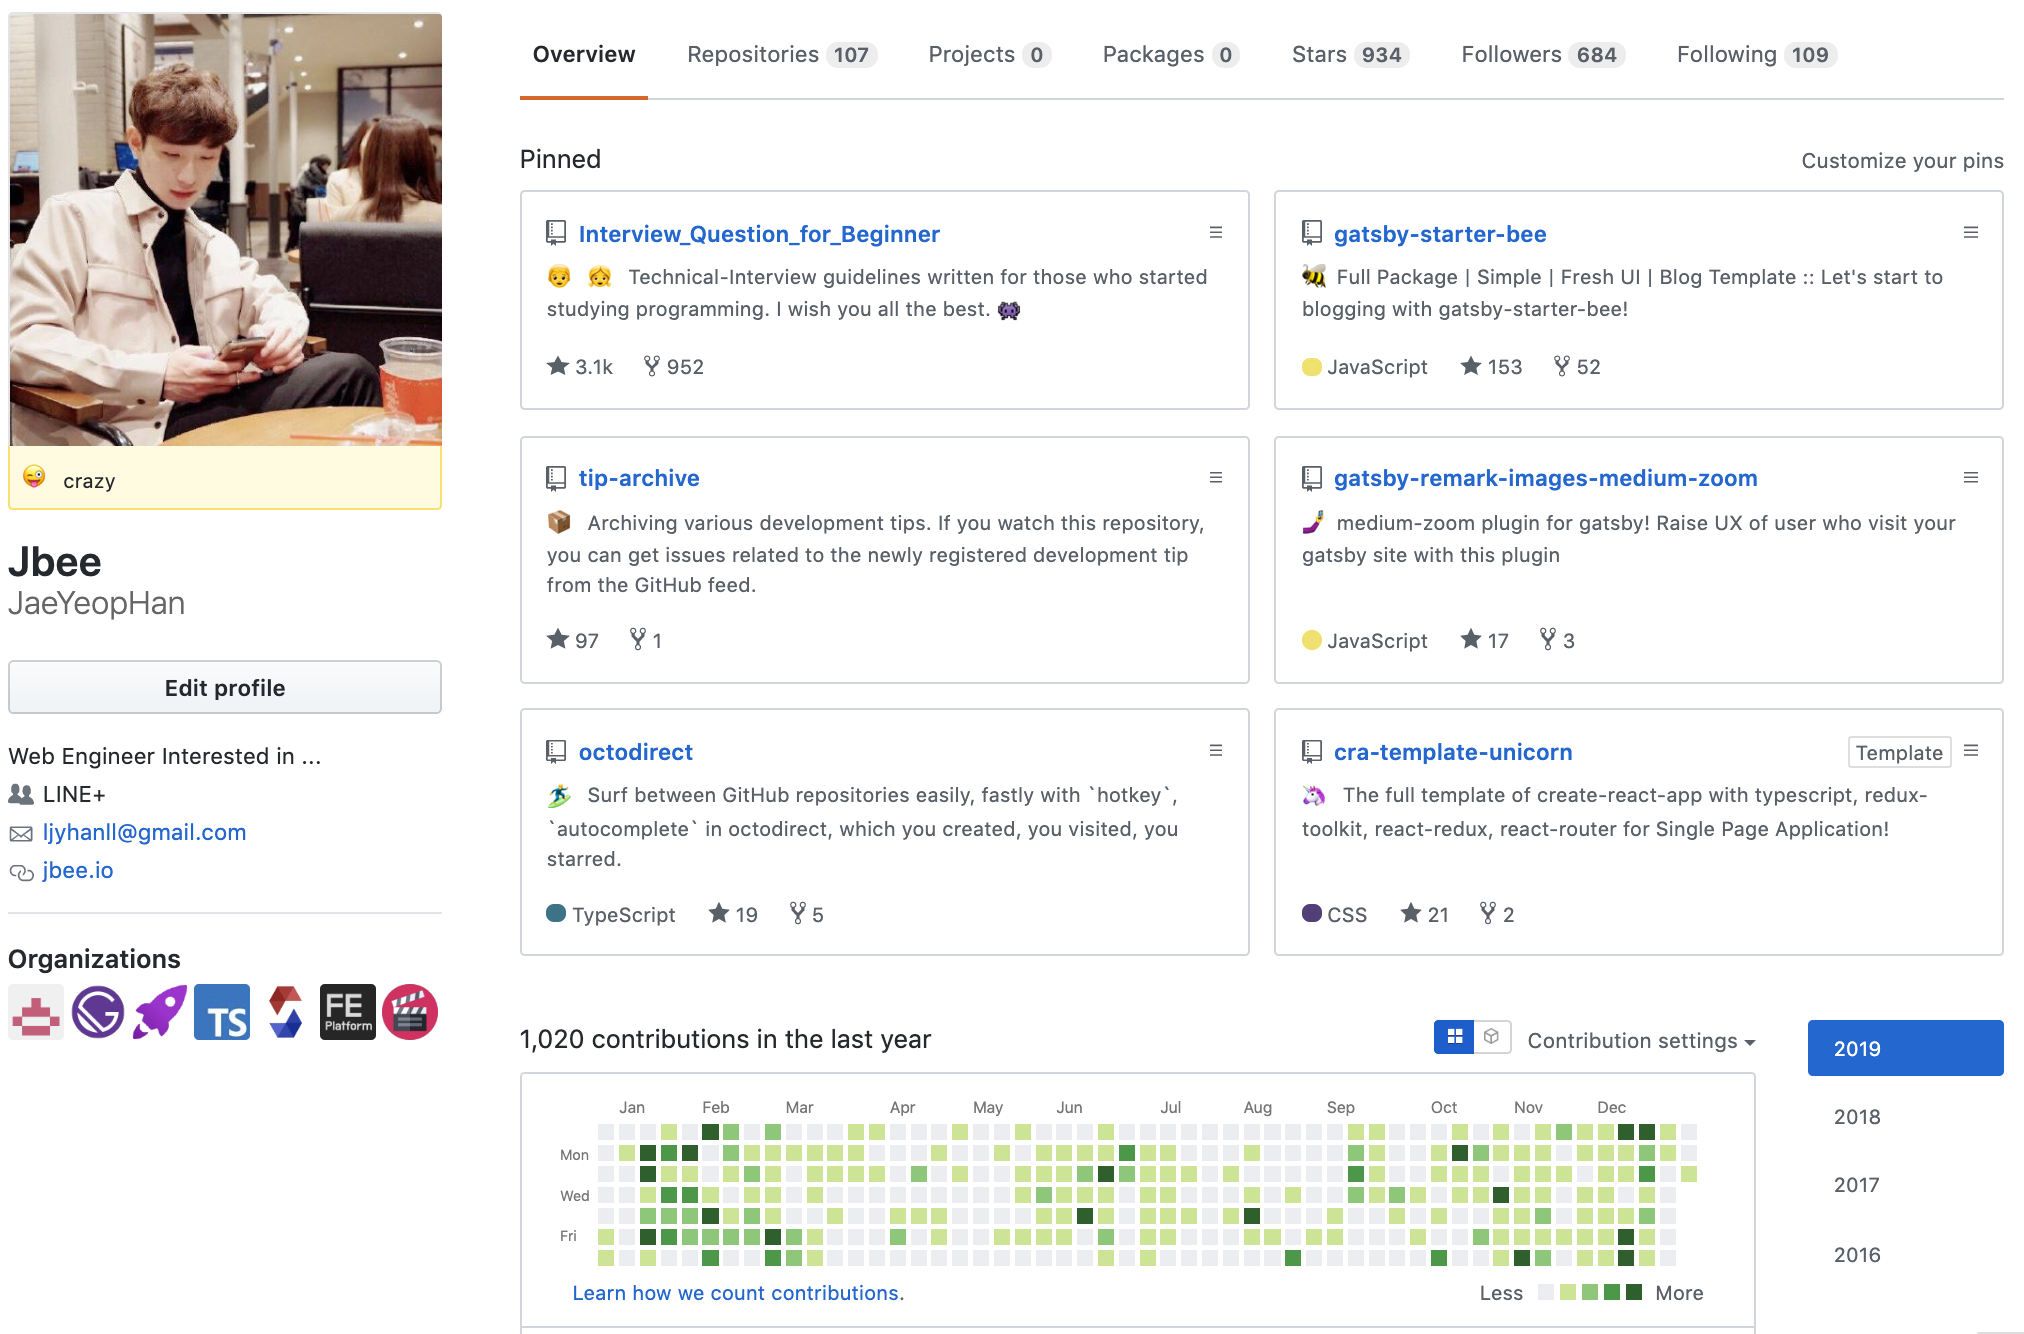 Overview Repositories 107 Projects 0 Packages 0 Stars 934 Followers 684 Following 109
crazy
Jbee
JaeYeopHan
Edit profile
Web Engineer Interested in ...
LINE+
ljyhanll@gmail.com
jbee.io
Organizations
TS
FE
Platform
Pinned
Customize your pins
Interview_Question_for_Beginner
👦 👧 Technical-Interview guidelines written for those who started
studying programming. I wish you all the best. 👾
3.1k 952
gatsby-starter-bee
🐝 Full Package | Simple | Fresh UI | Blog Template :: Let's start to
blogging with gatsby-starter-bee!
JavaScript 153 52
tip-archive
📦 Archiving various development tips. If you watch this repository,
you can get issues related to the newly registered development tip
from the GitHub feed.
97 1
gatsby-remark-images-medium-zoom
🤳 medium-zoom plugin for gatsby! Raise UX of user who visit your
gatsby site with this plugin
JavaScript 17 3
octodirect
🏄 Surf between GitHub repositories easily, fastly with `hotkey`,
`autocomplete` in octodirect, which you created, you visited, you
starred.
TypeScript 19 5
cra-template-unicorn
Template
🦄 The full template of create-react-app with typescript, redux-
toolkit, react-redux, react-router for Single Page Application!
CSS 21 2
1,020 contributions in the last year
Contribution settings
Jan Feb Mar Apr May Jun Jul Aug Sep Oct Nov Dec
Mon
Wed
Fri
Learn how we count contributions.
Less More
2019
2018
2017
2016